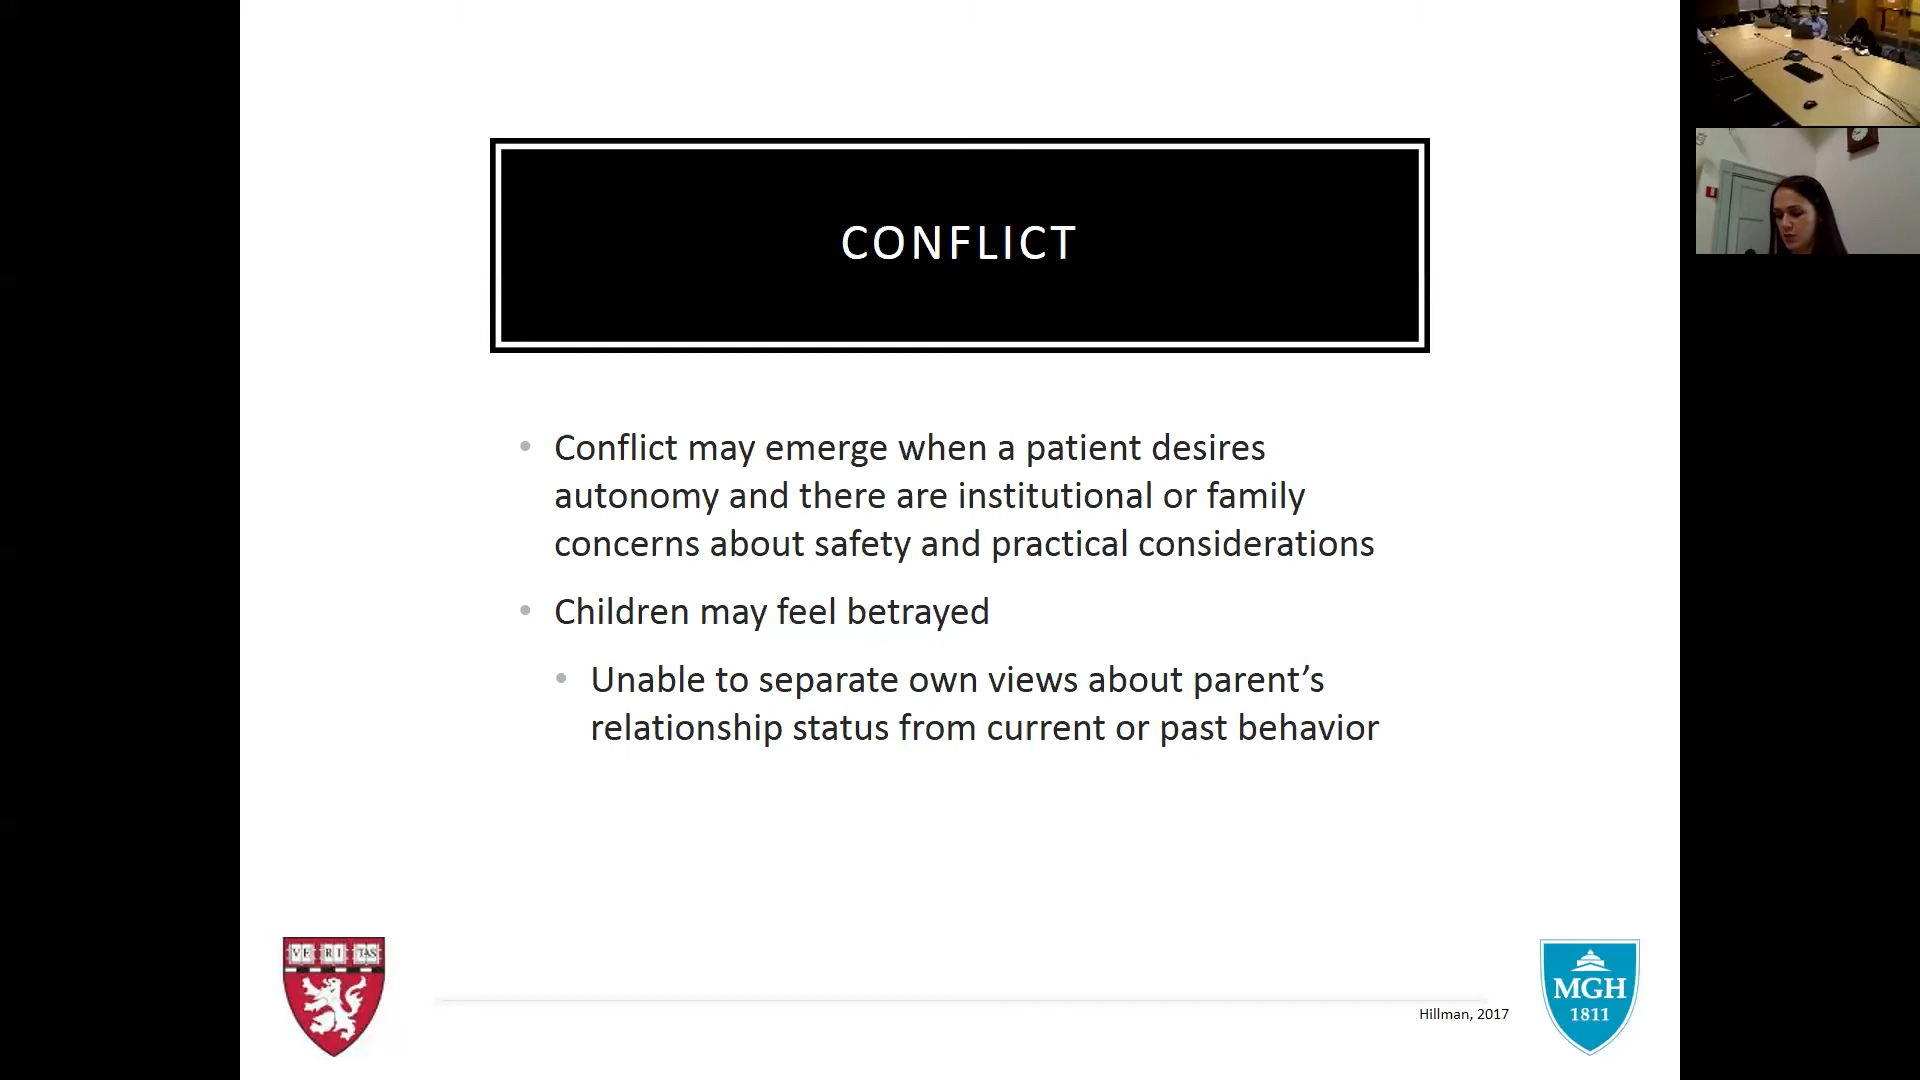 CONFLICT
• Conflict may emerge when a patient desires
autonomy and there are institutional or family
concerns about safety and practical considerations
• Children may feel betrayed
• Unable to separate own views about parent’s
relationship status from current or past behavior
VE RI TAS
Hillman, 2017
MGH
1811